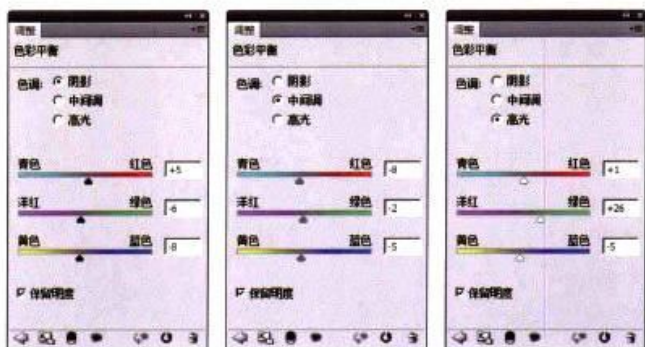 调整
色彩平衡
色调: 阴影
中间调
高光
青色 红色 +5
洋红 绿色 -6
黄色 蓝色 -8
保留明度
调整
色彩平衡
色调: 阴影
中间调
高光
青色 红色 -8
洋红 绿色 -2
黄色 蓝色 -5
保留明度
调整
色彩平衡
色调: 阴影
中间调
高光
青色 红色 +1
洋红 绿色 +26
黄色 蓝色 -5
保留明度